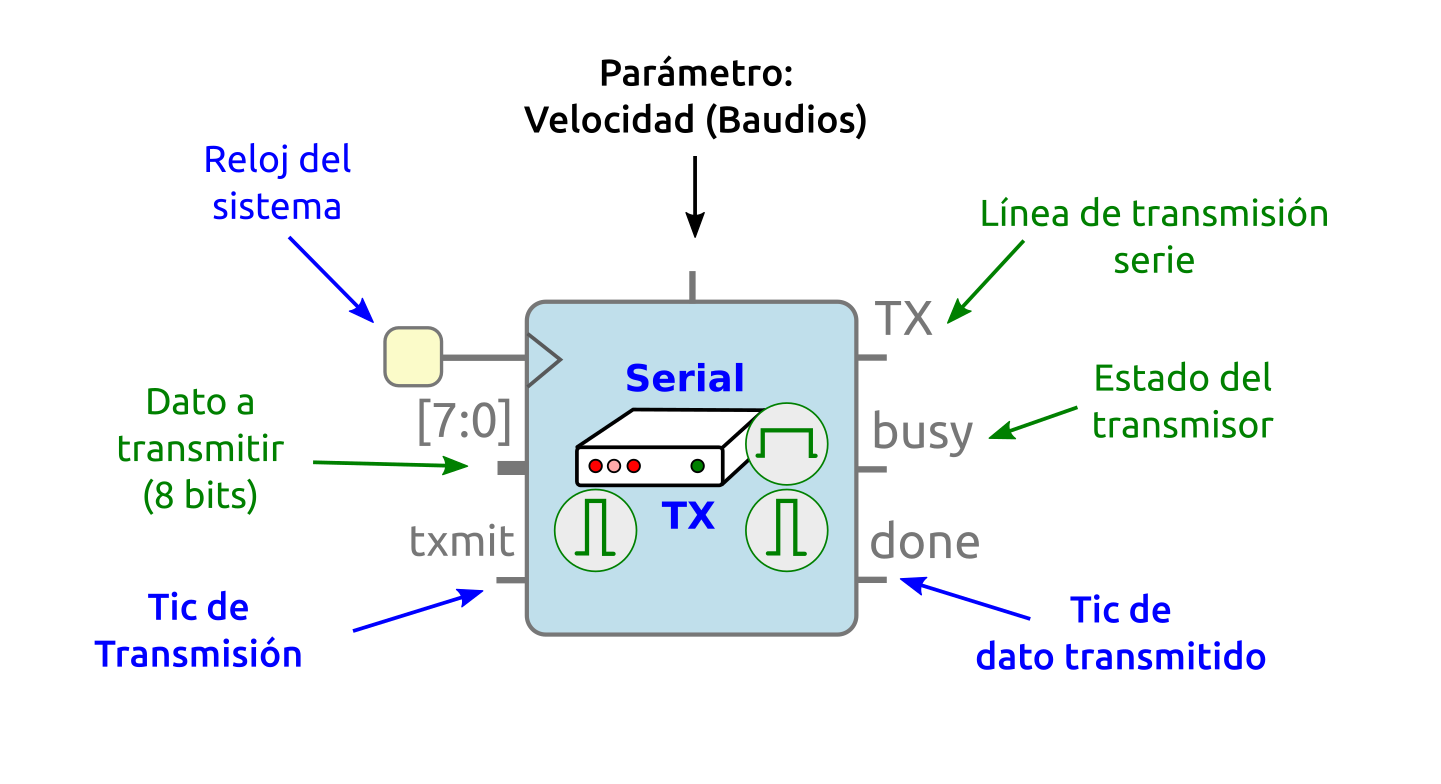 Parámetro:
Velocidad (Baudios)
Reloj del
sistema
Línea de transmisión
serie
TX
Serial
Estado del
transmisor
Dato a
transmitir
(8 bits)
[7:0]
busy
TX
txmit
done
Tic de
Transmisión
Tic de
dato transmitido